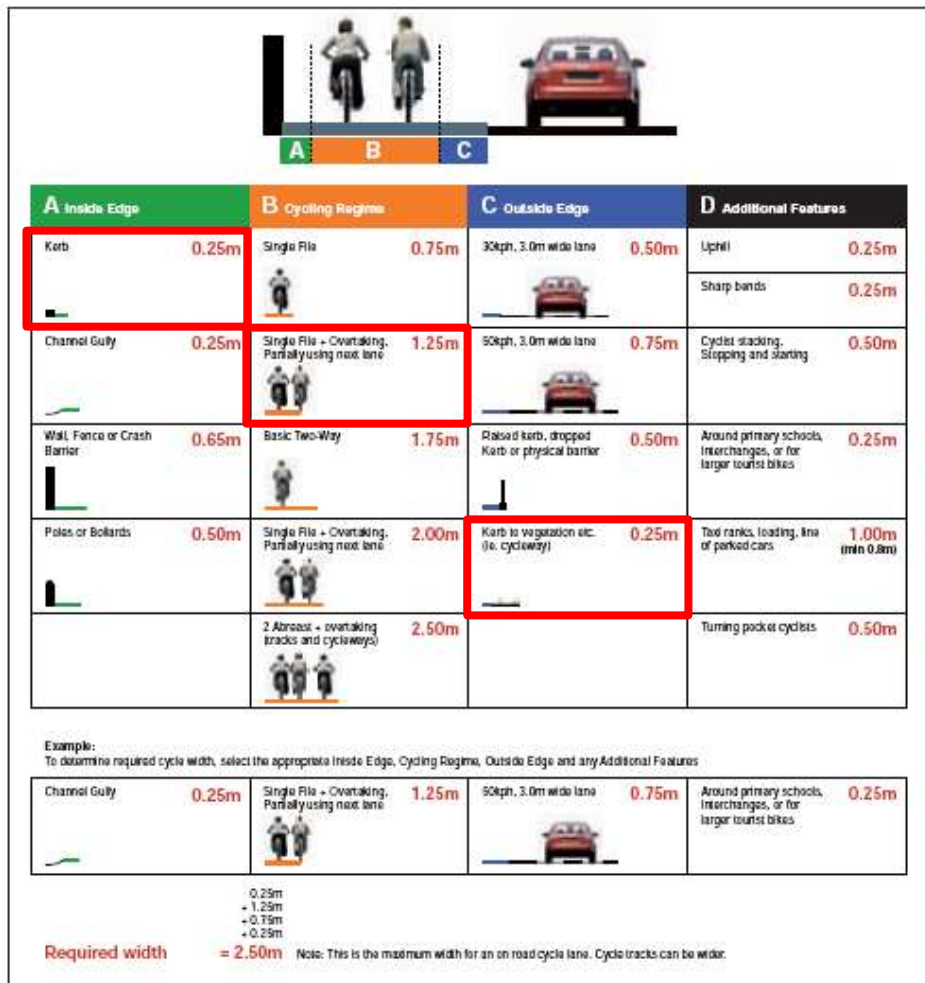 A B C
A Inside Edge
B Cycling Regime
C Outside Edge
D Additional Features
Kerb 0.25m
Single File 0.75m
30kph, 3.0m wide lane 0.50m
Uphill 0.25m
Sharp bends 0.25m
Channel Gully 0.25m
Single File + Overtaking, 1.25m
Partially using next lane
50kph, 3.0m wide lane 0.75m
Cyclist stacking, 0.50m
Stopping and starting
Wall, Fence or Crash 0.65m
Barrier
Basic Two-Way 1.75m
Raised kerb, dropped 0.50m
Kerb or physical barrier
Around primary schools, 0.25m
interchanges, or for
larger tourist bikes
Poles or Bollards 0.50m
Single File + Overtaking, 2.00m
Partially using next lane
Kerb to vegetation etc. 0.25m
(ie. cycleway)
Taxi ranks, loading, line 1.00m
of parked cars (min 0.8m)
2 Abreast + overtaking 2.50m
(tracks and cycleways)
Turning pocket cyclists 0.50m
Example:
To determine required cycle width, select the appropriate Inside Edge, Cycling Regime, Outside Edge and any Additional Features
Channel Gully 0.25m
Single File + Overtaking, 1.25m
Partially using next lane
50kph, 3.0m wide lane 0.75m
Around primary schools, 0.25m
interchanges, or for
larger tourist bikes
0.25m
+ 1.25m
+ 0.75m
+ 0.25m
Required width = 2.50m Note: This is the maximum width for an on road cycle lane. Cycle tracks can be wider.